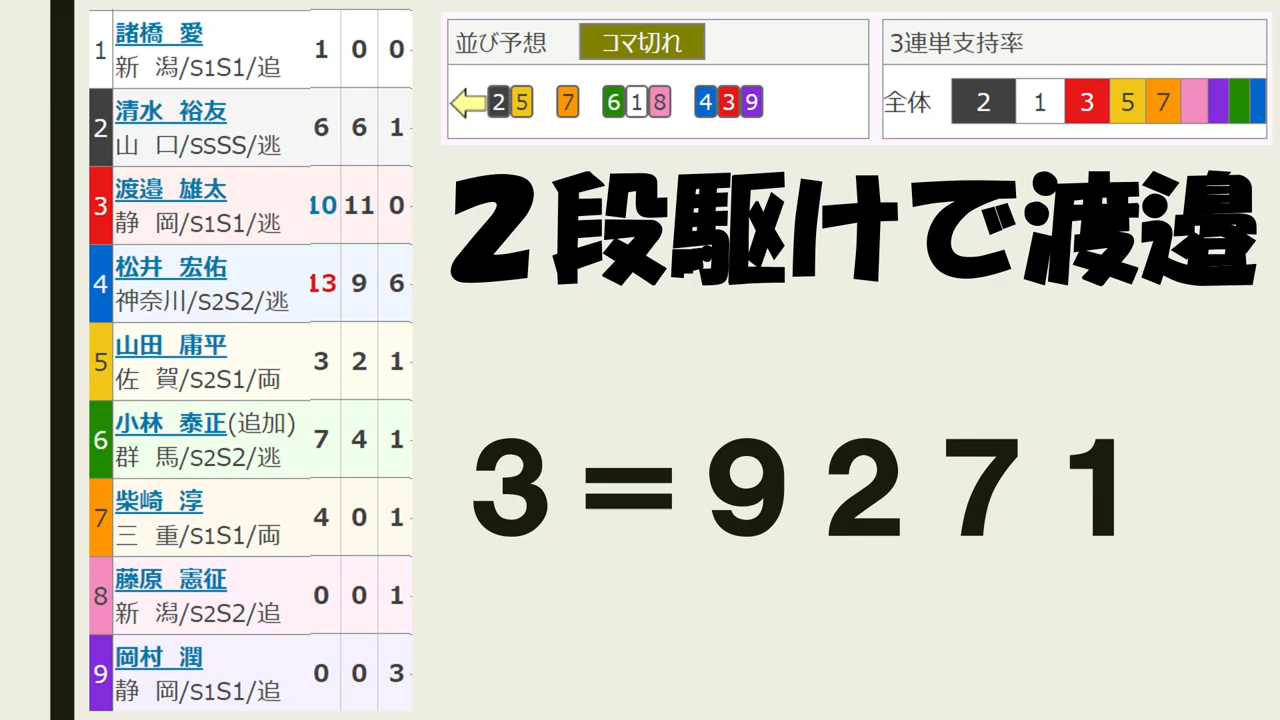 1 諸橋 愛 1 0 0
新 潟/S1S1/追
2 清水 裕友 6 6 1
山 口/SSSS/逃
3 渡邉 雄太 10 11 0
静 岡/S1S1/逃
4 松井 宏佑 13 9 6
神奈川/S2S2/逃
5 山田 庸平 3 2 1
佐 賀/S2S1/両
6 小林 泰正(追加) 7 4 1
群 馬/S2S2/逃
7 柴崎 淳 4 0 1
三 重/S1S1/両
8 藤原 憲征 0 0 1
新 潟/S2S2/追
9 岡村 潤 0 0 3
静 岡/S1S1/追
並び予想 コマ切れ
2 5 7 6 1 8 4 3 9
3連単支持率
全体 2 1 3 5 7
2段駆けで渡邉
3=9271